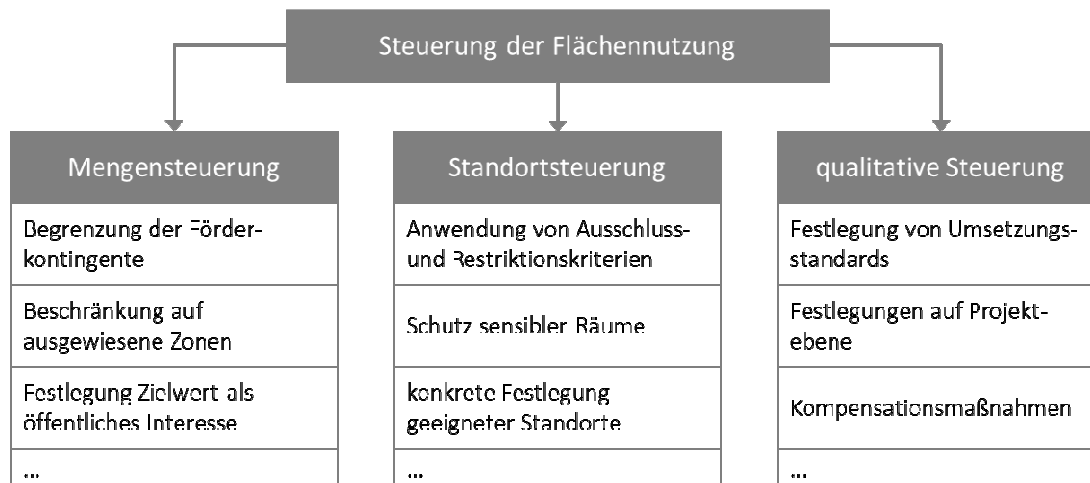 Steuerung der Flächennutzung
Mengensteuerung
Begrenzung der Förder-
kontingente
Beschränkung auf
ausgewiesene Zonen
Festlegung Zielwert als
öffentliches Interesse
...
Standortsteuerung
Anwendung von Ausschluss-
und Restriktionskriterien
Schutz sensibler Räume
konkrete Festlegung
geeigneter Standorte
...
qualitative Steuerung
Festlegung von Umsetzungs-
standards
Festlegungen auf Projekt-
ebene
Kompensationsmaßnahmen
...